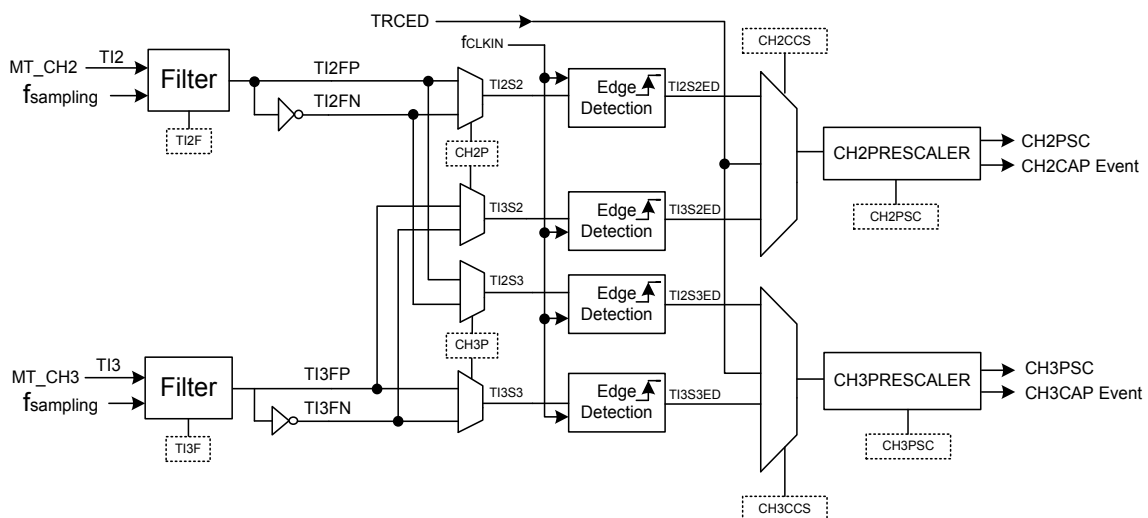 TRCED
fCLKIN
CH2CCS
MT_CH2
TI2
fsampling
Filter
TI2F
TI2FP
TI2FN
CH2P
TI2S2
Edge
Detection
TI2S2ED
CH2PRESCALER
CH2PSC
CH2PSC
CH2CAP Event
TI3S2
Edge
Detection
TI3S2ED
TI2S3
Edge
Detection
TI2S3ED
CH3P
MT_CH3
TI3
fsampling
Filter
TI3F
TI3FP
TI3FN
TI3S3
Edge
Detection
TI3S3ED
CH3PRESCALER
CH3PSC
CH3PSC
CH3CAP Event
CH3CCS